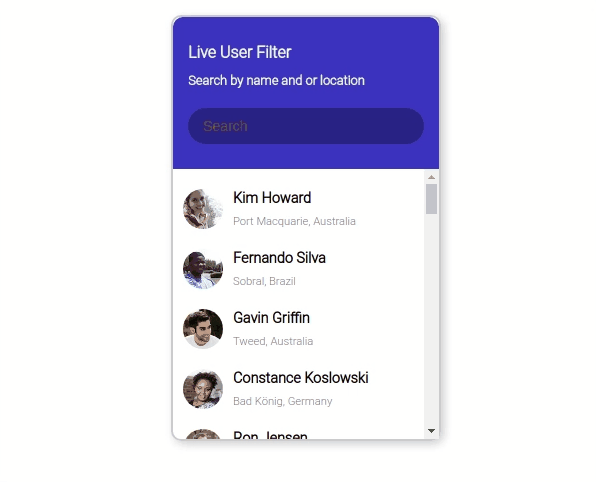 Live User Filter
Search by name and or location
Search
Kim Howard
Port Macquarie, Australia
Fernando Silva
Sobral, Brazil
Gavin Griffin
Tweed, Australia
Constance Koslowski
Bad König, Germany
Ron Jensen